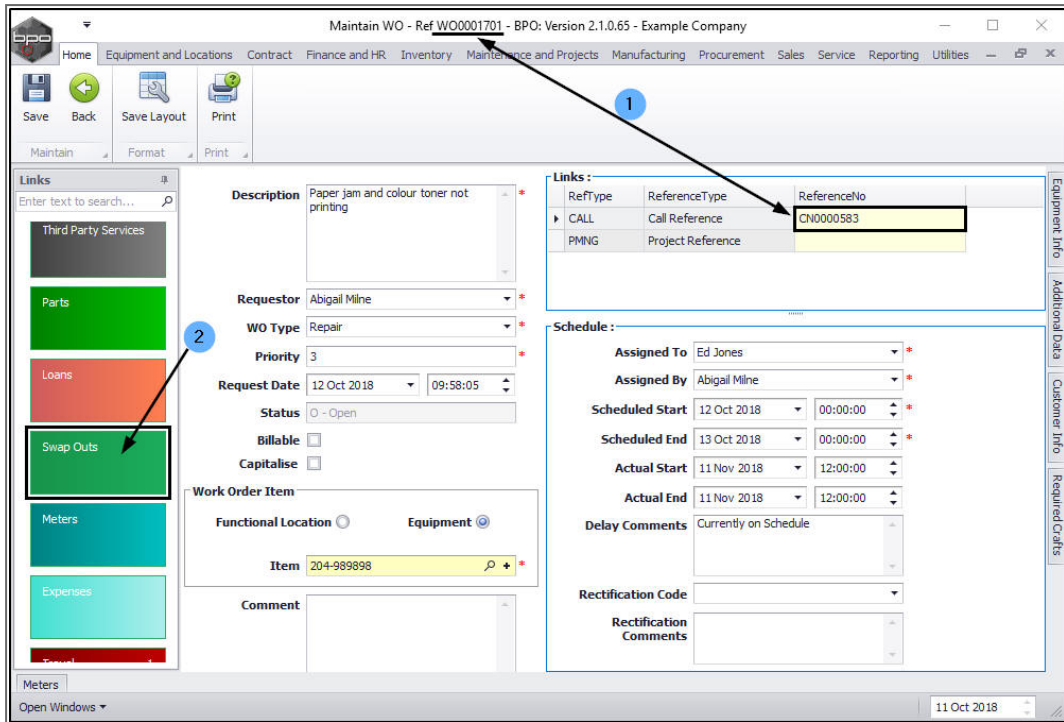 Maintain WO - Ref WO0001701 - BPO: Version 2.1.0.65 - Example Company
bpo
Home Equipment and Locations Contract Finance and HR Inventory Maintenance and Projects Manufacturing Procurement Sales Service Reporting Utilities
Save Back Save Layout Print
Maintain Format Print
1
Links
Enter text to search...
Third Party Services
Parts
Loans
2
Swap Outs
Meters
Expenses
Description Paper jam and colour toner not
printing
Requestor Abigail Milne
WO Type Repair
Priority 3
Request Date 12 Oct 2018 09:58:05
Status O - Open
Billable
Capitalise
Work Order Item
Functional Location Equipment
Item 204-989898
Comment
Links :
RefType ReferenceType ReferenceNo
CALL Call Reference CN0000583
PMNG Project Reference
Schedule :
Assigned To Ed Jones
Assigned By Abigail Milne
Scheduled Start 12 Oct 2018 00:00:00
Scheduled End 13 Oct 2018 00:00:00
Actual Start 11 Nov 2018 12:00:00
Actual End 11 Nov 2018 12:00:00
Delay Comments Currently on Schedule
Rectification Code
Rectification
Comments
Equipment Info
Additional Data
Customer Info
Required Crafts
Meters
Open Windows
11 Oct 2018